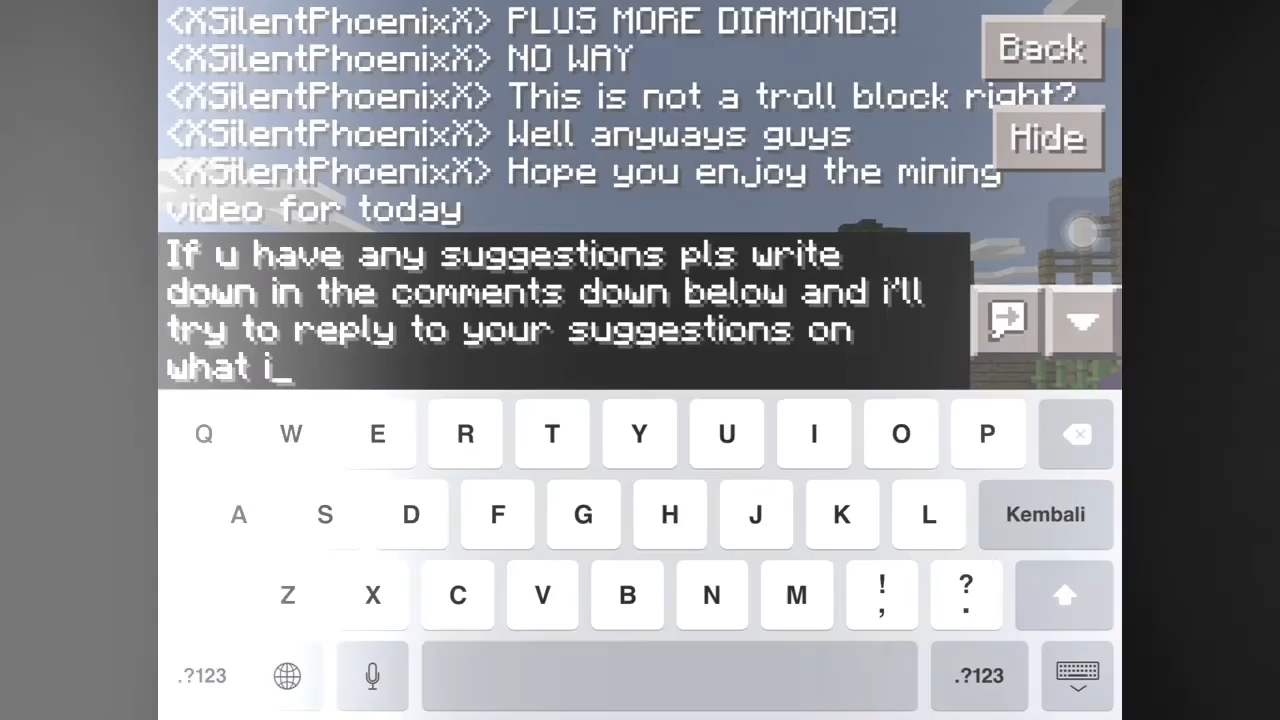 <XSilentPhoenixX> PLUS MORE DIAMONDS!
<XSilentPhoenixX> NO WAY
<XSilentPhoenixX> This is not a troll block right?
<XSilentPhoenixX> Well anyways guys
<XSilentPhoenixX> Hope you enjoy the mining
video for today
Back
Hide
If u have any suggestions pls write
down in the comments down below and i'll
try to reply to your suggestions on
what i_
Q W E R T Y U I O P
A S D F G H J K L Kembali
Z X C V B N M ! , ? .
.?123 .?123